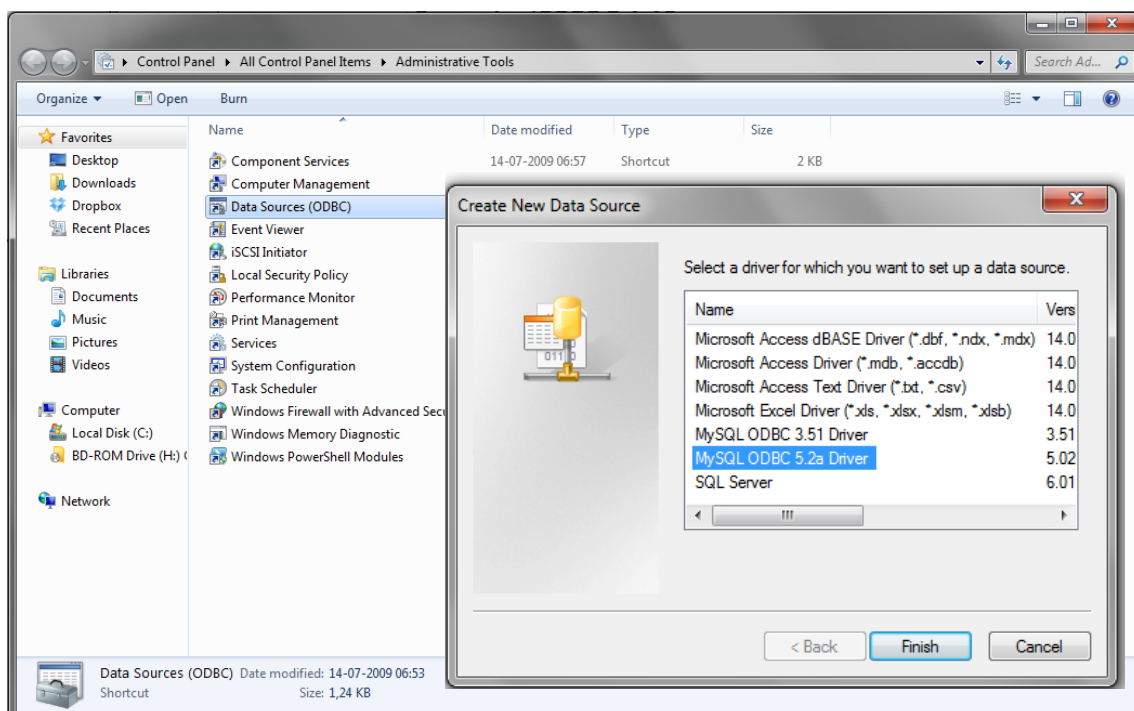 Control Panel ▸ All Control Panel Items ▸ Administrative Tools
Search Ad...
Organize Open Burn
Favorites
Desktop
Downloads
Dropbox
Recent Places
Libraries
Documents
Music
Pictures
Videos
Computer
Local Disk (C:)
BD-ROM Drive (H:) (
Network
Name Date modified Type Size
Component Services 14-07-2009 06:57 Shortcut 2 KB
Computer Management
Data Sources (ODBC)
Event Viewer
iSCSI Initiator
Local Security Policy
Performance Monitor
Print Management
Services
System Configuration
Task Scheduler
Windows Firewall with Advanced Secu
Windows Memory Diagnostic
Windows PowerShell Modules
Create New Data Source
Select a driver for which you want to set up a data source.
Name Vers
Microsoft Access dBASE Driver (*.dbf, *.ndx, *.mdx) 14.0
Microsoft Access Driver (*.mdb, *.accdb) 14.0
Microsoft Access Text Driver (*.txt, *.csv) 14.0
Microsoft Excel Driver (*.xls, *.xlsx, *.xlsm, *.xlsb) 14.0
MySQL ODBC 3.51 Driver 3.51
MySQL ODBC 5.2a Driver 5.02
SQL Server 6.01
< Back Finish Cancel
Data Sources (ODBC) Date modified: 14-07-2009 06:53
Shortcut Size: 1,24 KB